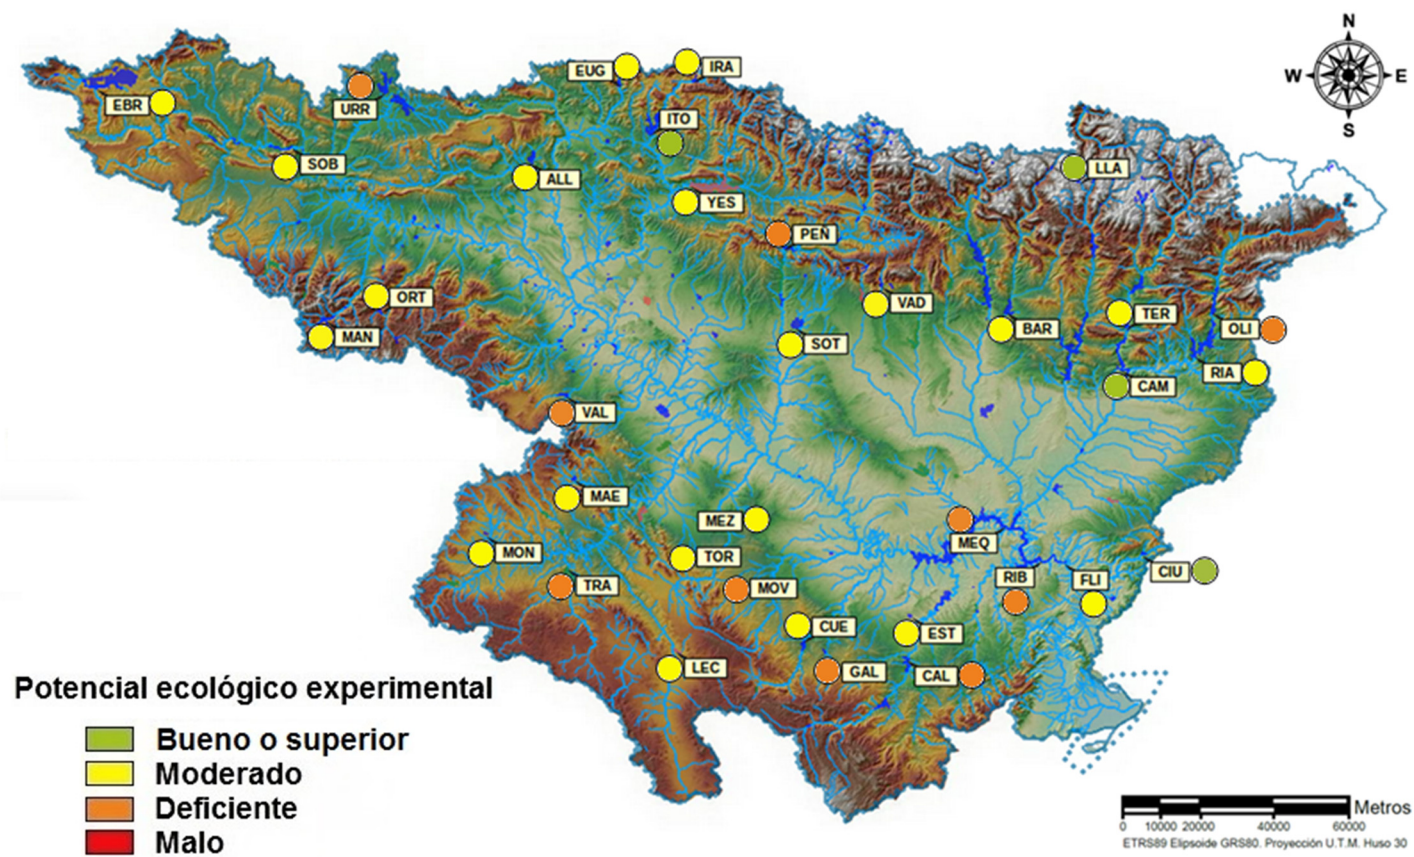 N
W E
S
EUG IRA
EBR URR
ITO
SOB ALL LLA
YES
PEÑ
ORT VAD TER
MAN SOT BAR OLI
RIA
CAM
VAL
MAE
MEZ
MEQ
MON TOR CIU
TRA MOV RIB FLI
CUE EST
LEC GAL CAL
Potencial ecológico experimental
Bueno o superior
Moderado
Deficiente
Malo
Metros
0 10000 20000 40000 60000
ETRS89 Elipsoide GRS80. Proyección U.T.M. Huso 30